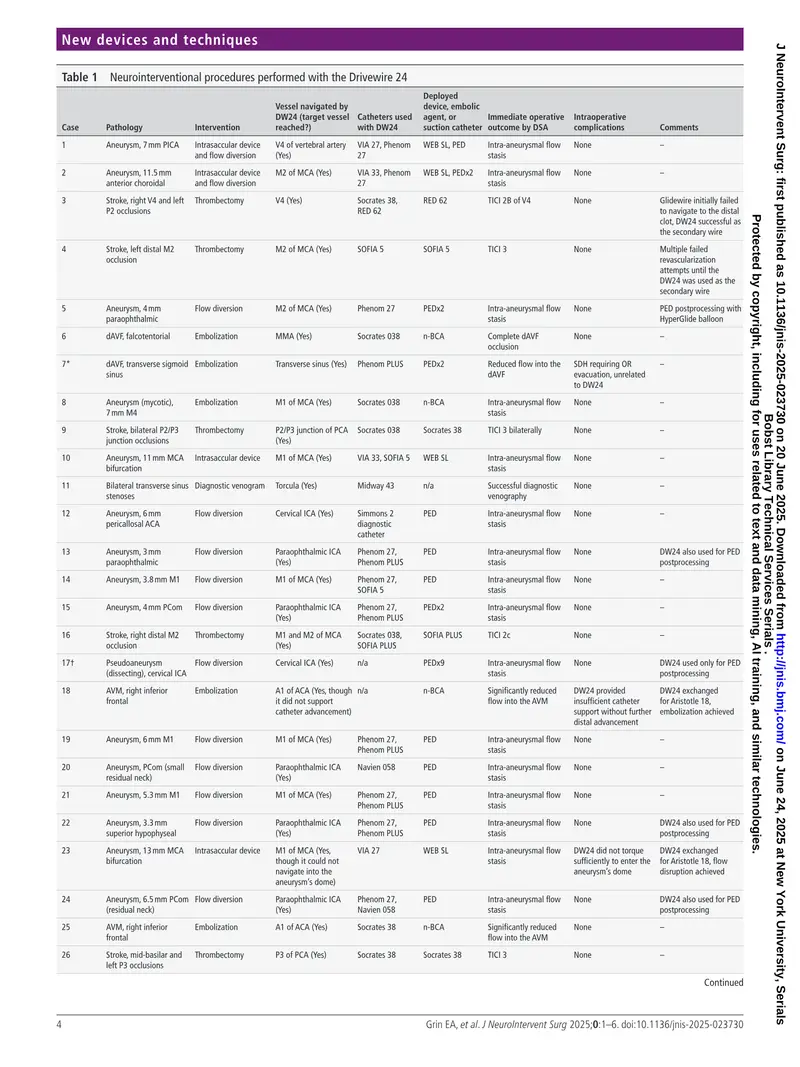 New devices and techniques
Table 1 Neurointerventional procedures performed with the Drivewire 24
Case Pathology Intervention Vessel navigated by DW24 (target vessel reached?) Catheters used with DW24 Deployed device, embolic agent, or suction catheter Immediate operative outcome by DSA Intraoperative complications Comments
1 Aneurysm, 7 mm PICA Intrasaccular device and flow diversion V4 of vertebral artery (Yes) VIA 27, Phenom 27 WEB SL, PED Intra-aneurysmal flow stasis None –
2 Aneurysm, 11.5 mm anterior choroidal Intrasaccular device and flow diversion M2 of MCA (Yes) VIA 33, Phenom 27 WEB SL, PEDx2 Intra-aneurysmal flow stasis None –
3 Stroke, right V4 and left P2 occlusions Thrombectomy V4 (Yes) Socrates 38, RED 62 RED 62 TICI 2B of V4 None Glidewire initially failed to navigate to the distal clot, DW24 successful as the secondary wire
4 Stroke, left distal M2 occlusion Thrombectomy M2 of MCA (Yes) SOFIA 5 SOFIA 5 TICI 3 None Multiple failed revascularization attempts until the DW24 was used as the secondary wire
5 Aneurysm, 4 mm paraophthalmic Flow diversion M2 of MCA (Yes) Phenom 27 PEDx2 Intra-aneurysmal flow stasis None PED postprocessing with HyperGlide balloon
6 dAVF, falcotentorial Embolization MMA (Yes) Socrates 038 n-BCA Complete dAVF occlusion None –
7* dAVF, transverse sigmoid sinus Embolization Transverse sinus (Yes) Phenom PLUS PEDx2 Reduced flow into the dAVF SDH requiring OR evacuation, unrelated to DW24 –
8 Aneurysm (mycotic), 7 mm M4 Embolization M1 of MCA (Yes) Socrates 038 n-BCA Intra-aneurysmal flow stasis None –
9 Stroke, bilateral P2/P3 junction occlusions Thrombectomy P2/P3 junction of PCA (Yes) Socrates 038 Socrates 38 TICI 3 bilaterally None –
10 Aneurysm, 11 mm MCA bifurcation Intrasaccular device M1 of MCA (Yes) VIA 33, SOFIA 5 WEB SL Intra-aneurysmal flow stasis None –
11 Bilateral transverse sinus stenoses Diagnostic venogram Torcula (Yes) Midway 43 n/a Successful diagnostic venography None –
12 Aneurysm, 6 mm pericallosal ACA Flow diversion Cervical ICA (Yes) Simmons 2 diagnostic catheter PED Intra-aneurysmal flow stasis None –
13 Aneurysm, 3 mm paraophthalmic Flow diversion Paraophthalmic ICA (Yes) Phenom 27, Phenom PLUS PED Intra-aneurysmal flow stasis None DW24 also used for PED postprocessing
14 Aneurysm, 3.8 mm M1 Flow diversion M1 of MCA (Yes) Phenom 27, SOFIA 5 PED Intra-aneurysmal flow stasis None –
15 Aneurysm, 4 mm PCom Flow diversion Paraophthalmic ICA (Yes) Phenom 27, Phenom PLUS PEDx2 Intra-aneurysmal flow stasis None –
16 Stroke, right distal M2 occlusion Thrombectomy M1 and M2 of MCA (Yes) Socrates 038, SOFIA PLUS SOFIA PLUS TICI 2c None –
17† Pseudoaneurysm (dissecting), cervical ICA Flow diversion Cervical ICA (Yes) n/a PEDx9 Intra-aneurysmal flow stasis None DW24 used only for PED postprocessing
18 AVM, right inferior frontal Embolization A1 of ACA (Yes, though it did not support catheter advancement) n/a n-BCA Significantly reduced flow into the AVM DW24 provided insufficient catheter support without further distal advancement DW24 exchanged for Aristotle 18, embolization achieved
19 Aneurysm, 6 mm M1 Flow diversion M1 of MCA (Yes) Phenom 27, Phenom PLUS PED Intra-aneurysmal flow stasis None –
20 Aneurysm, PCom (small residual neck) Flow diversion Paraophthalmic ICA (Yes) Navien 058 PED Intra-aneurysmal flow stasis None –
21 Aneurysm, 5.3 mm M1 Flow diversion M1 of MCA (Yes) Phenom 27, Phenom PLUS PED Intra-aneurysmal flow stasis None –
22 Aneurysm, 3.3 mm superior hypophyseal Flow diversion Paraophthalmic ICA (Yes) Phenom 27, Phenom PLUS PED Intra-aneurysmal flow stasis None DW24 also used for PED postprocessing
23 Aneurysm, 13 mm MCA bifurcation Intrasaccular device M1 of MCA (Yes, though it could not navigate into the aneurysm's dome) VIA 27 WEB SL Intra-aneurysmal flow stasis DW24 did not torque sufficiently to enter the aneurysm's dome DW24 exchanged for Aristotle 18, flow disruption achieved
24 Aneurysm, 6.5 mm PCom (residual neck) Flow diversion Paraophthalmic ICA (Yes) Phenom 27, Navien 058 PED Intra-aneurysmal flow stasis None DW24 also used for PED postprocessing
25 AVM, right inferior frontal Embolization A1 of ACA (Yes) Socrates 38 n-BCA Significantly reduced flow into the AVM None –
26 Stroke, mid-basilar and left P3 occlusions Thrombectomy P3 of PCA (Yes) Socrates 38 Socrates 38 TICI 3 None –
Continued
4 Grin EA, et al. J NeuroIntervent Surg 2025;0:1–6. doi:10.1136/jnis-2025-023730
J NeuroIntervent Surg: first published as 10.1136/jnis-2025-023730 on 20 June 2025. Downloaded from http://jnis.bmj.com/ on June 24, 2025 at New York University, Serials
Bobst Library Technical Services Serials .
Protected by copyright, including for uses related to text and data mining, AI training, and similar technologies.